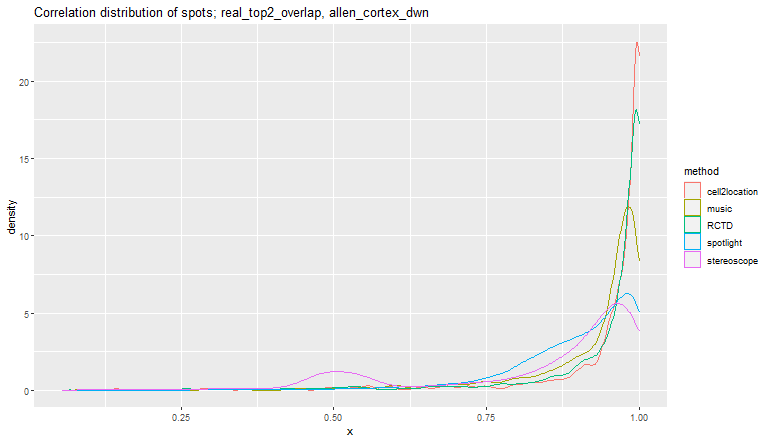 Correlation distribution of spots; real_top2_overlap, allen_cortex_dwn
20
15
10
5
0
density
0.25 0.50 0.75 1.00
x
method
cell2location
music
RCTD
spotlight
stereoscope